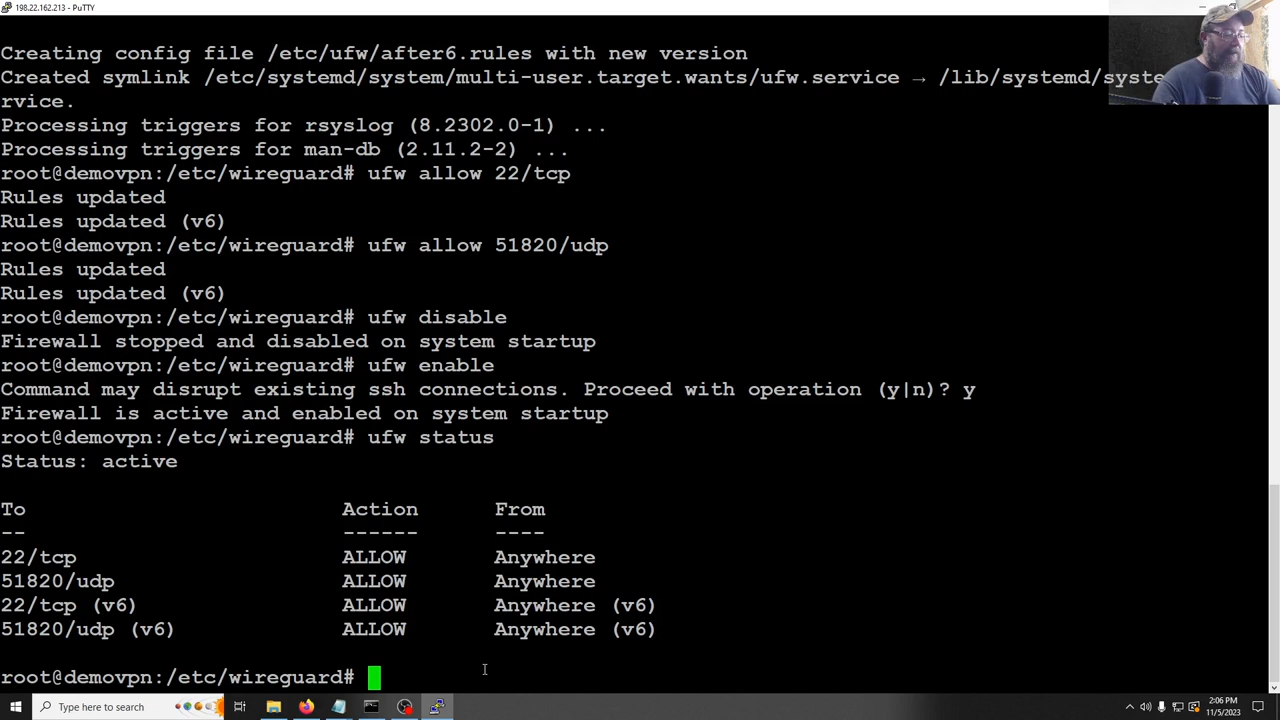 198.22.162.213 - PuTTY
Creating config file /etc/ufw/after6.rules with new version
Created symlink /etc/systemd/system/multi-user.target.wants/ufw.service → /lib/systemd/syste
rvice.
Processing triggers for rsyslog (8.2302.0-1) ...
Processing triggers for man-db (2.11.2-2) ...
root@demovpn:/etc/wireguard# ufw allow 22/tcp
Rules updated
Rules updated (v6)
root@demovpn:/etc/wireguard# ufw allow 51820/udp
Rules updated
Rules updated (v6)
root@demovpn:/etc/wireguard# ufw disable
Firewall stopped and disabled on system startup
root@demovpn:/etc/wireguard# ufw enable
Command may disrupt existing ssh connections. Proceed with operation (y|n)? y
Firewall is active and enabled on system startup
root@demovpn:/etc/wireguard# ufw status
Status: active
To Action From
-- ------ ----
22/tcp ALLOW Anywhere
51820/udp ALLOW Anywhere
22/tcp (v6) ALLOW Anywhere (v6)
51820/udp (v6) ALLOW Anywhere (v6)
root@demovpn:/etc/wireguard#
Type here to search
2:06 PM
11/5/2023